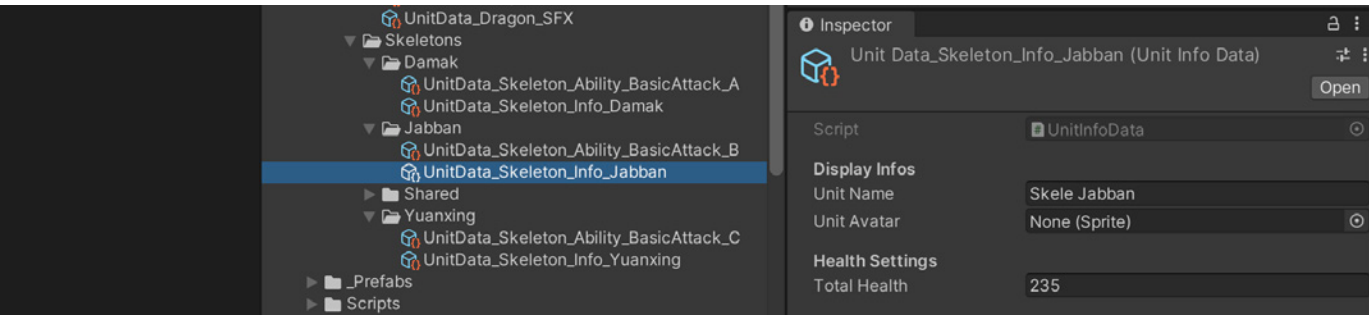 UnitData_Dragon_SFX
Skeletons
Damak
UnitData_Skeleton_Ability_BasicAttack_A
UnitData_Skeleton_Info_Damak
Jabban
UnitData_Skeleton_Ability_BasicAttack_B
UnitData_Skeleton_Info_Jabban
Shared
Yuanxing
UnitData_Skeleton_Ability_BasicAttack_C
UnitData_Skeleton_Info_Yuanxing
_Prefabs
Scripts
Inspector
Unit Data_Skeleton_Info_Jabban (Unit Info Data)
Open
Script UnitInfoData
Display Infos
Unit Name Skele Jabban
Unit Avatar None (Sprite)
Health Settings
Total Health 235